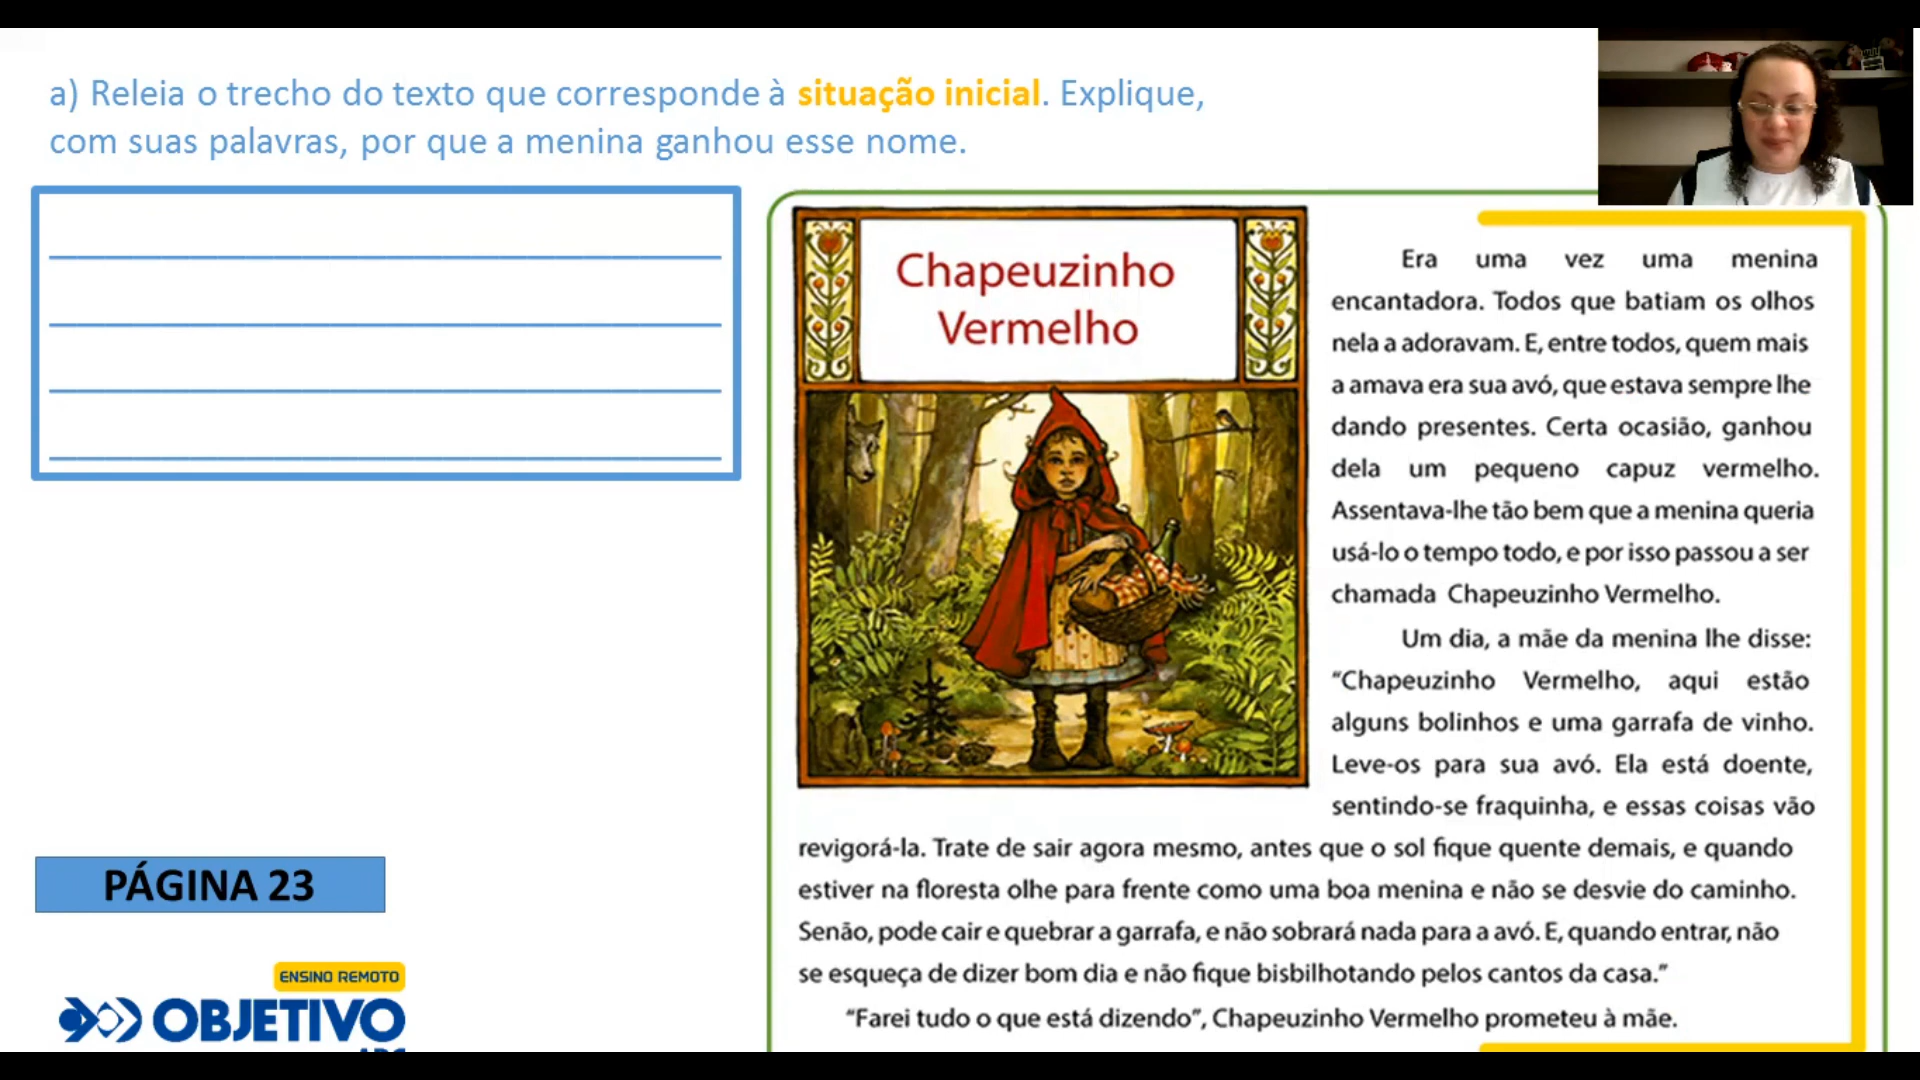 a) Releia o trecho do texto que corresponde à situação inicial. Explique,
com suas palavras, por que a menina ganhou esse nome.
Chapeuzinho
Vermelho
Era uma vez uma menina
encantadora. Todos que batiam os olhos
nela a adoravam. E, entre todos, quem mais
a amava era sua avó, que estava sempre lhe
dando presentes. Certa ocasião, ganhou
dela um pequeno capuz vermelho.
Assentava-lhe tão bem que a menina queria
usá-lo o tempo todo, e por isso passou a ser
chamada Chapeuzinho Vermelho.
Um dia, a mãe da menina lhe disse:
“Chapeuzinho Vermelho, aqui estão
alguns bolinhos e uma garrafa de vinho.
Leve-os para sua avó. Ela está doente,
sentindo-se fraquinha, e essas coisas vão
revigorá-la. Trate de sair agora mesmo, antes que o sol fique quente demais, e quando
estiver na floresta olhe para frente como uma boa menina e não se desvie do caminho.
Senão, pode cair e quebrar a garrafa, e não sobrará nada para a avó. E, quando entrar, não
se esqueça de dizer bom dia e não fique bisbilhotando pelos cantos da casa.”
“Farei tudo o que está dizendo”, Chapeuzinho Vermelho prometeu à mãe.
PÁGINA 23
ENSINO REMOTO
OBJETIVO